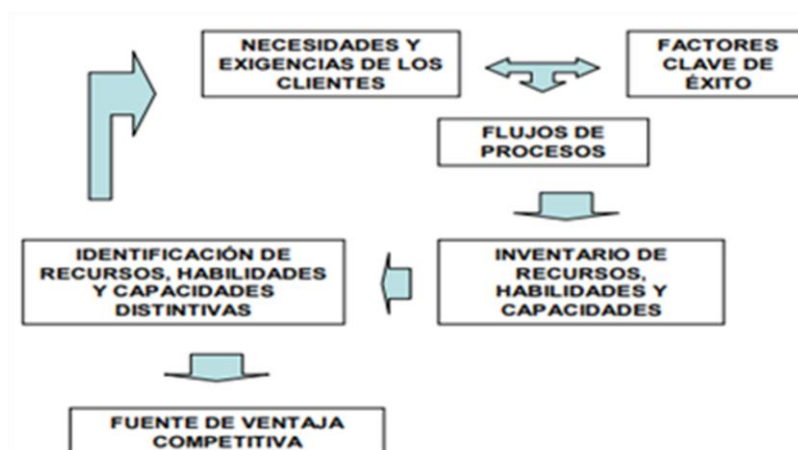 NECESIDADES Y
EXIGENCIAS DE LOS
CLIENTES
FACTORES
CLAVE DE
ÉXITO
FLUJOS DE
PROCESOS
IDENTIFICACIÓN DE
RECURSOS, HABILIDADES
Y CAPACIDADES
DISTINTIVAS
INVENTARIO DE
RECURSOS,
HABILIDADES Y
CAPACIDADES
FUENTE DE VENTAJA
COMPETITIVA